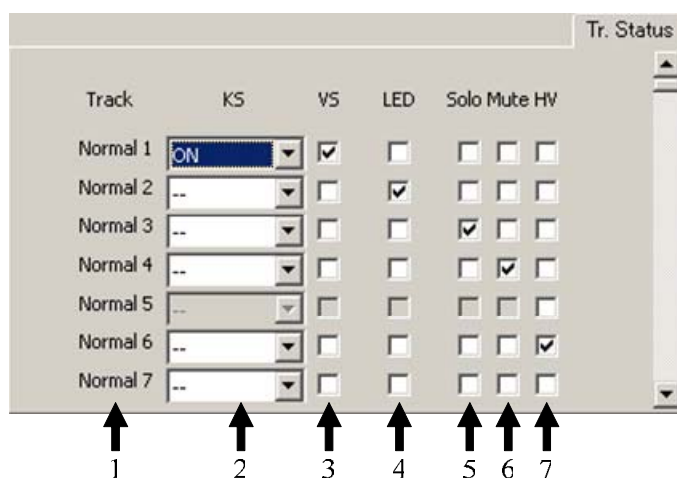 Tr. Status
Track KS VS LED Solo Mute HV
Normal 1 ON
Normal 2 --
Normal 3 --
Normal 4 --
Normal 5 --
Normal 6 --
Normal 7 --
1 2 3 4 5 6 7